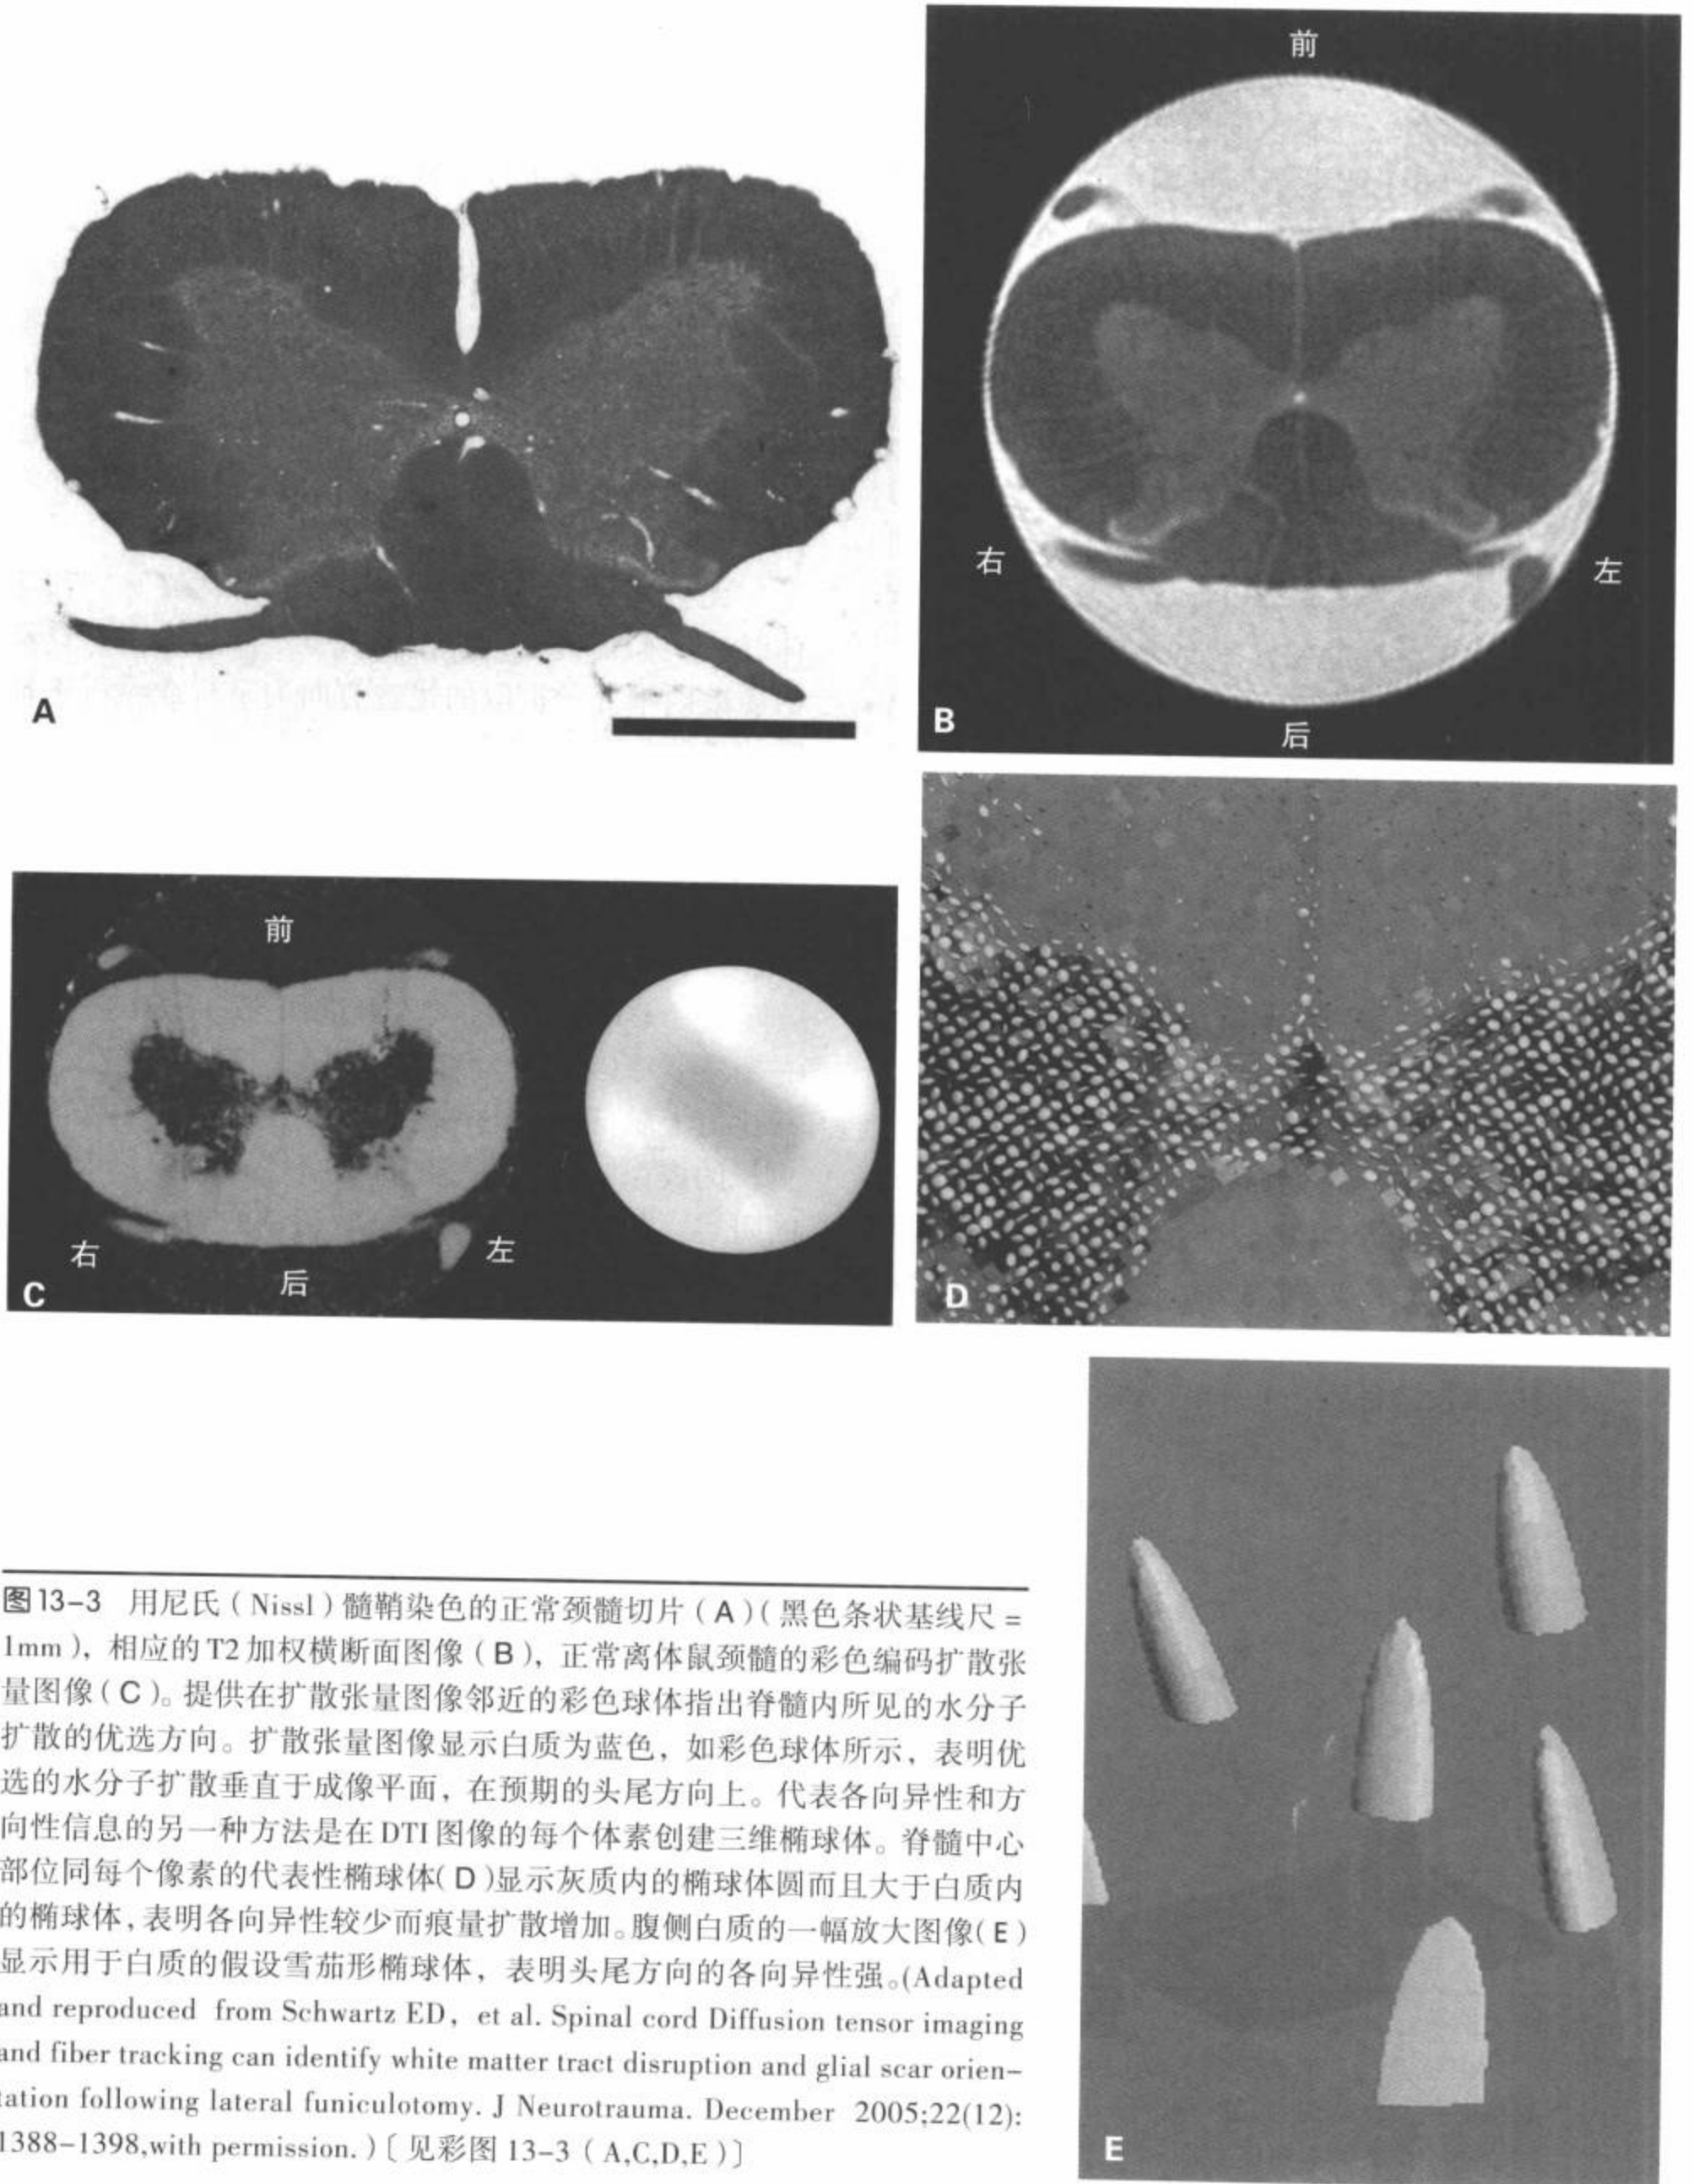 前
右
左
后
A
B
前
右
左
后
C
D
E
图13-3 用尼氏（Nissl）髓鞘染色的正常颈髓切片（A）（黑色条状基线尺 =
1mm），相应的 T2 加权横断面图像（B），正常离体鼠颈髓的彩色编码扩散张
量图像（C）。提供在扩散张量图像邻近的彩色球体指出脊髓内所见的水分子
扩散的优选方向。扩散张量图像显示白质为蓝色，如彩色球体所示，表明优
选的水分子扩散垂直于成像平面，在预期的头尾方向上。代表各向异性和方
向性信息的另一种方法是在 DTI 图像的每个体素创建三维椭球体。脊髓中心
部位同每个像素的代表性椭球体（D）显示灰质内的椭球体圆而且大于白质内
的椭球体，表明各向异性较少而痕量扩散增加。腹侧白质的一幅放大图像（E）
显示用于白质的假设雪茄形椭球体，表明头尾方向的各向异性强。(Adapted
and reproduced from Schwartz ED, et al. Spinal cord Diffusion tensor imaging
and fiber tracking can identify white matter tract disruption and glial scar orien-
tation following lateral funiculotomy. J Neurotrauma. December 2005;22(12):
1388-1398,with permission.)〔见彩图 13-3（A,C,D,E）〕